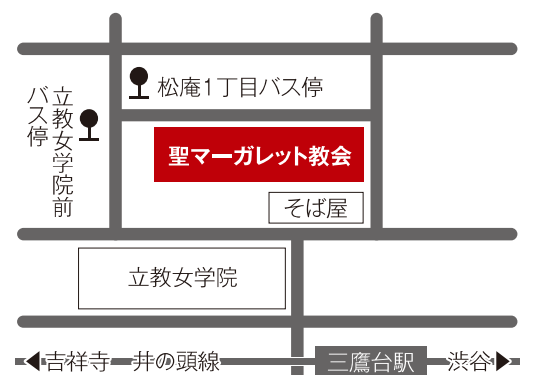 松庵1丁目バス停
立教女学院前
バス停
聖マーガレット教会
そば屋
立教女学院
吉祥寺 井の頭線 三鷹台駅 渋谷